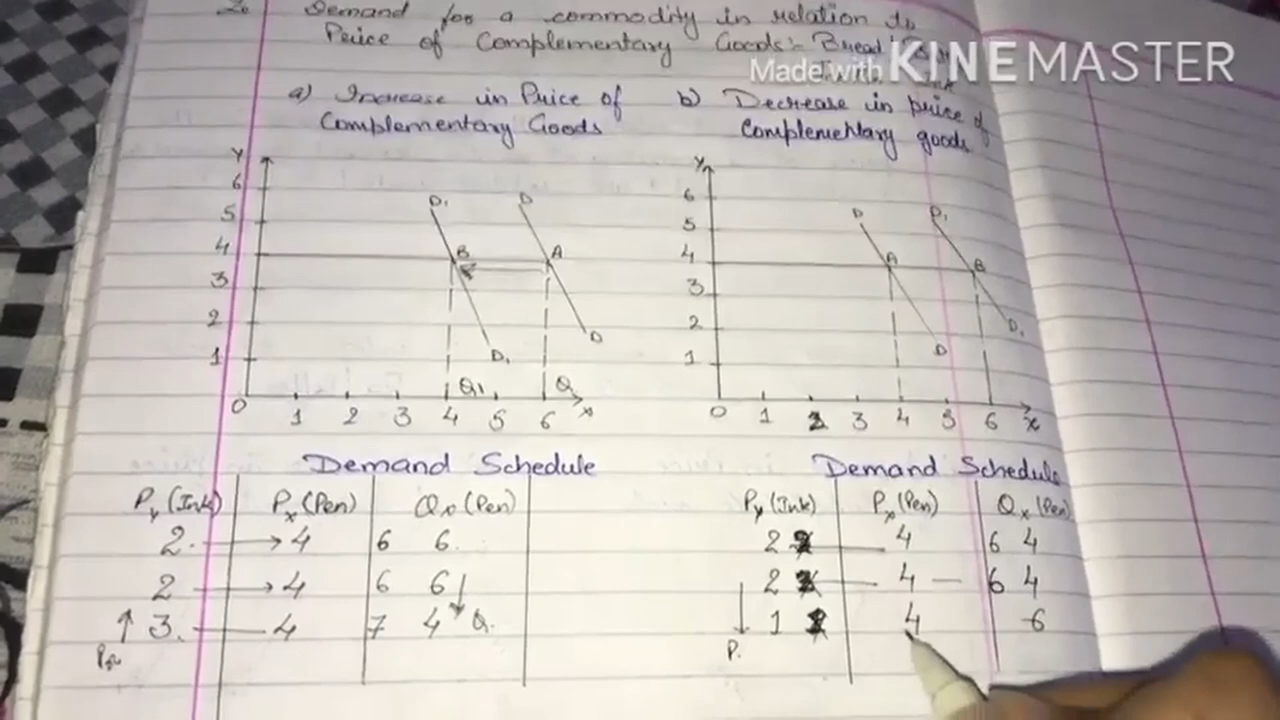 Demand for a commodity in relation to
Price of Complementary Goods:- Bread
Made with KINEMASTER
a) Increase in Price of
Complementary Goods
b) Decrease in price of
Complementary goods
Y
6
5
4
3
2
1
0 1 2 3 4 5 6 X
D1 D
B A
D1 D
Q1 Q
Y
6
5
4
3
2
1
0 1 2 3 4 5 6 X
D D1
A B
D D1
Demand Schedule
Py (Ink) Px (Pen) Qx (Pen)
2 → 4 6 6
2 → 4 6 6
↑ 3 4 7 4 Q
Demand Schedule
Py (Ink) Px (Pen) Qx (Pen)
2 4 6 4
2 4 6 4
1 4 6
P